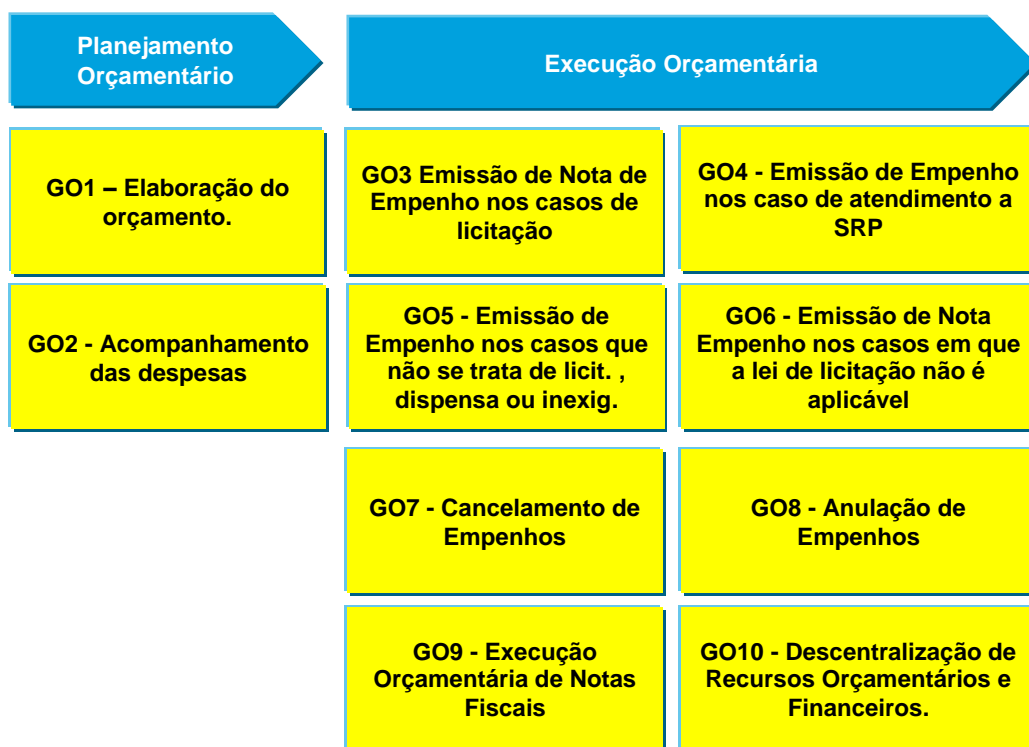 Planejamento
Orçamentário
Execução Orçamentária
GO1 – Elaboração do
orçamento.
GO3 Emissão de Nota de
Empenho nos casos de
licitação
GO4 - Emissão de Empenho
nos caso de atendimento a
SRP
GO2 - Acompanhamento
das despesas
GO5 - Emissão de
Empenho nos casos que
não se trata de licit. ,
dispensa ou inexig.
GO6 - Emissão de Nota
Empenho nos casos em que
a lei de licitação não é
aplicável
GO7 - Cancelamento de
Empenhos
GO8 - Anulação de
Empenhos
GO9 - Execução
Orçamentária de Notas
Fiscais
GO10 - Descentralização de
Recursos Orçamentários e
Financeiros.